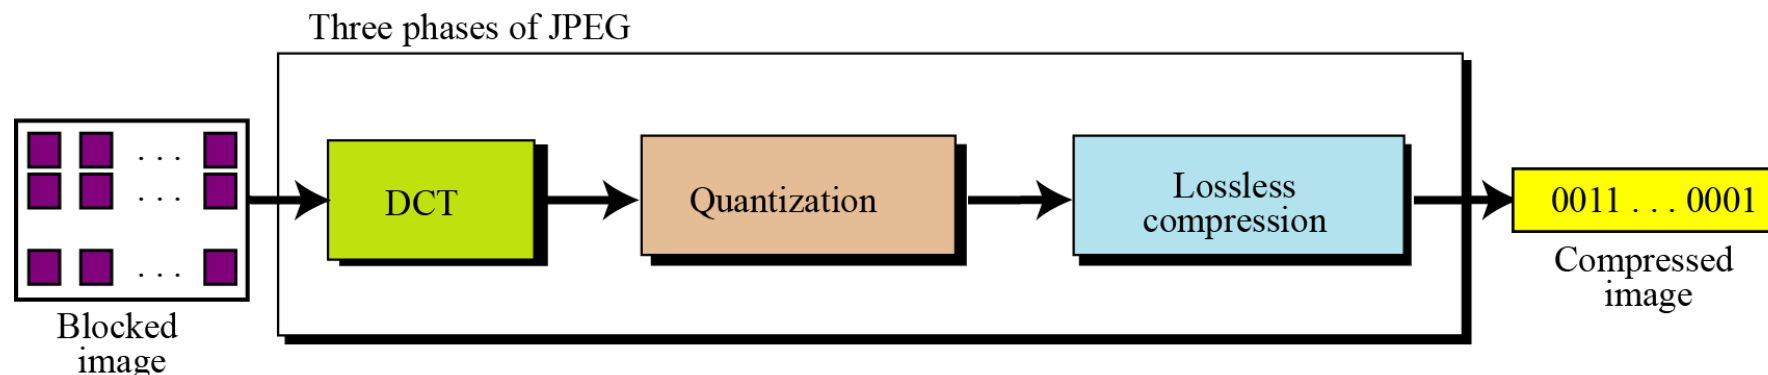 Three phases of JPEG
. . .
. . .
. . .
Blocked
image
DCT
Quantization
Lossless
compression
0011 . . . 0001
Compressed
image